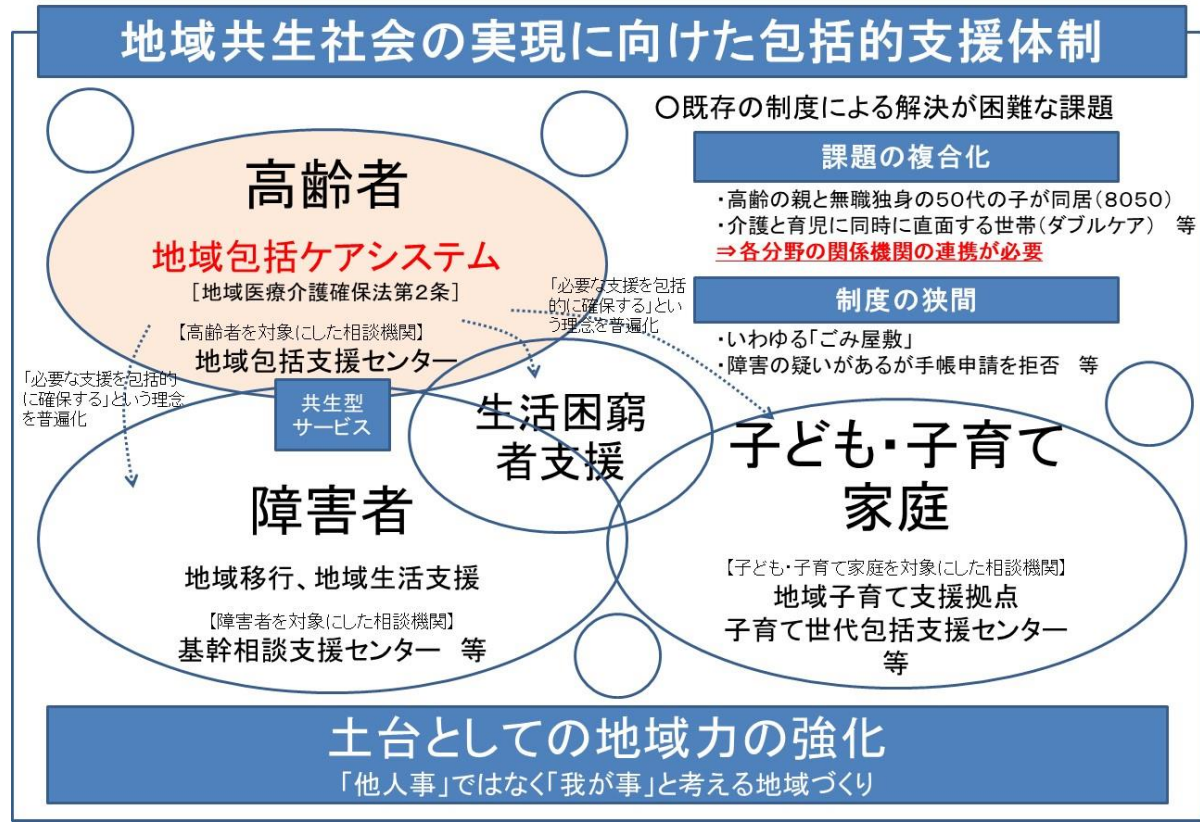 地域共生社会の実現に向けた包括的支援体制
高齢者
地域包括ケアシステム
[地域医療介護確保法第2条]
【高齢者を対象にした相談機関】
地域包括支援センター
「必要な支援を包括的
に確保する」という理念
を普遍化
「必要な支援を包括
的に確保する」とい
う理念を普遍化
共生型
サービス
生活困窮
者支援
障害者
地域移行、地域生活支援
【障害者を対象にした相談機関】
基幹相談支援センター 等
〇既存の制度による解決が困難な課題
課題の複合化
・高齢の親と無職独身の50代の子が同居(8050)
・介護と育児に同時に直面する世帯(ダブルケア) 等
⇒各分野の関係機関の連携が必要
制度の狭間
・いわゆる「ごみ屋敷」
・障害の疑いがあるが手帳申請を拒否 等
子ども・子育て
家庭
【子ども・子育て家庭を対象にした相談機関】
地域子育て支援拠点
子育て世代包括支援センター
等
土台としての地域力の強化
「他人事」ではなく「我が事」と考える地域づくり